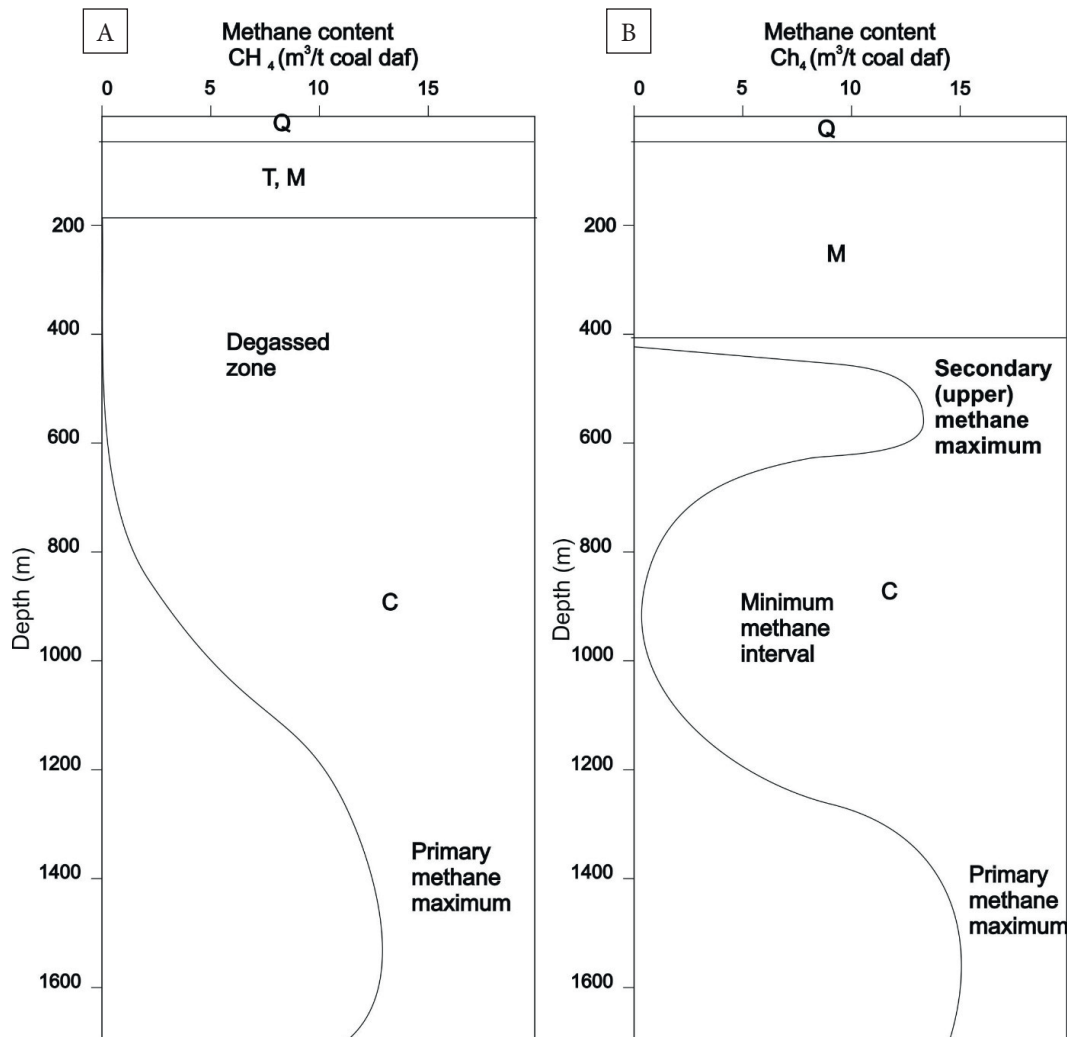 A
Methane content
CH4 (m³/t coal daf)
0 5 10 15
Q
T, M
200
400
Degassed
zone
600
800
C
Depth (m)
1000
1200
1400
Primary
methane
maximum
1600
B
Methane content
Ch4 (m³/t coal daf)
0 5 10 15
Q
200
M
400
Secondary
(upper)
methane
maximum
600
800
C
Minimum
methane
interval
Depth (m)
1000
1200
1400
Primary
methane
maximum
1600